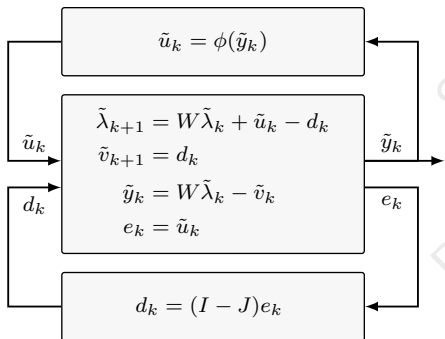 ũ_k = ϕ(ỹ_k)
λ̃_{k+1} = Wλ̃_k + ũ_k − d_k
ṽ_{k+1} = d_k
ỹ_k = Wλ̃_k − ṽ_k
e_k = ũ_k
ũ_k
d_k
ỹ_k
e_k
d_k = (I − J)e_k